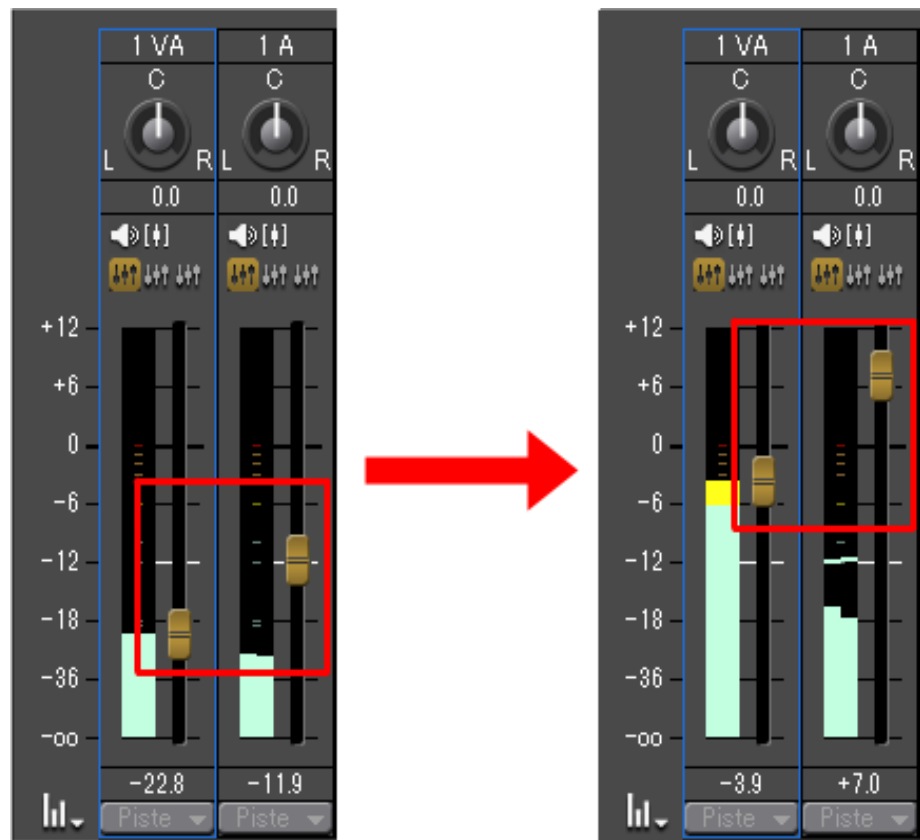 1 VA 1 A
C C
L R L R
0.0 0.0
+12
+6
0
-6
-12
-18
-36
-oo
-22.8 -11.9
Piste Piste
1 VA 1 A
C C
L R L R
0.0 0.0
+12
+6
0
-6
-12
-18
-36
-oo
-3.9 +7.0
Piste Piste